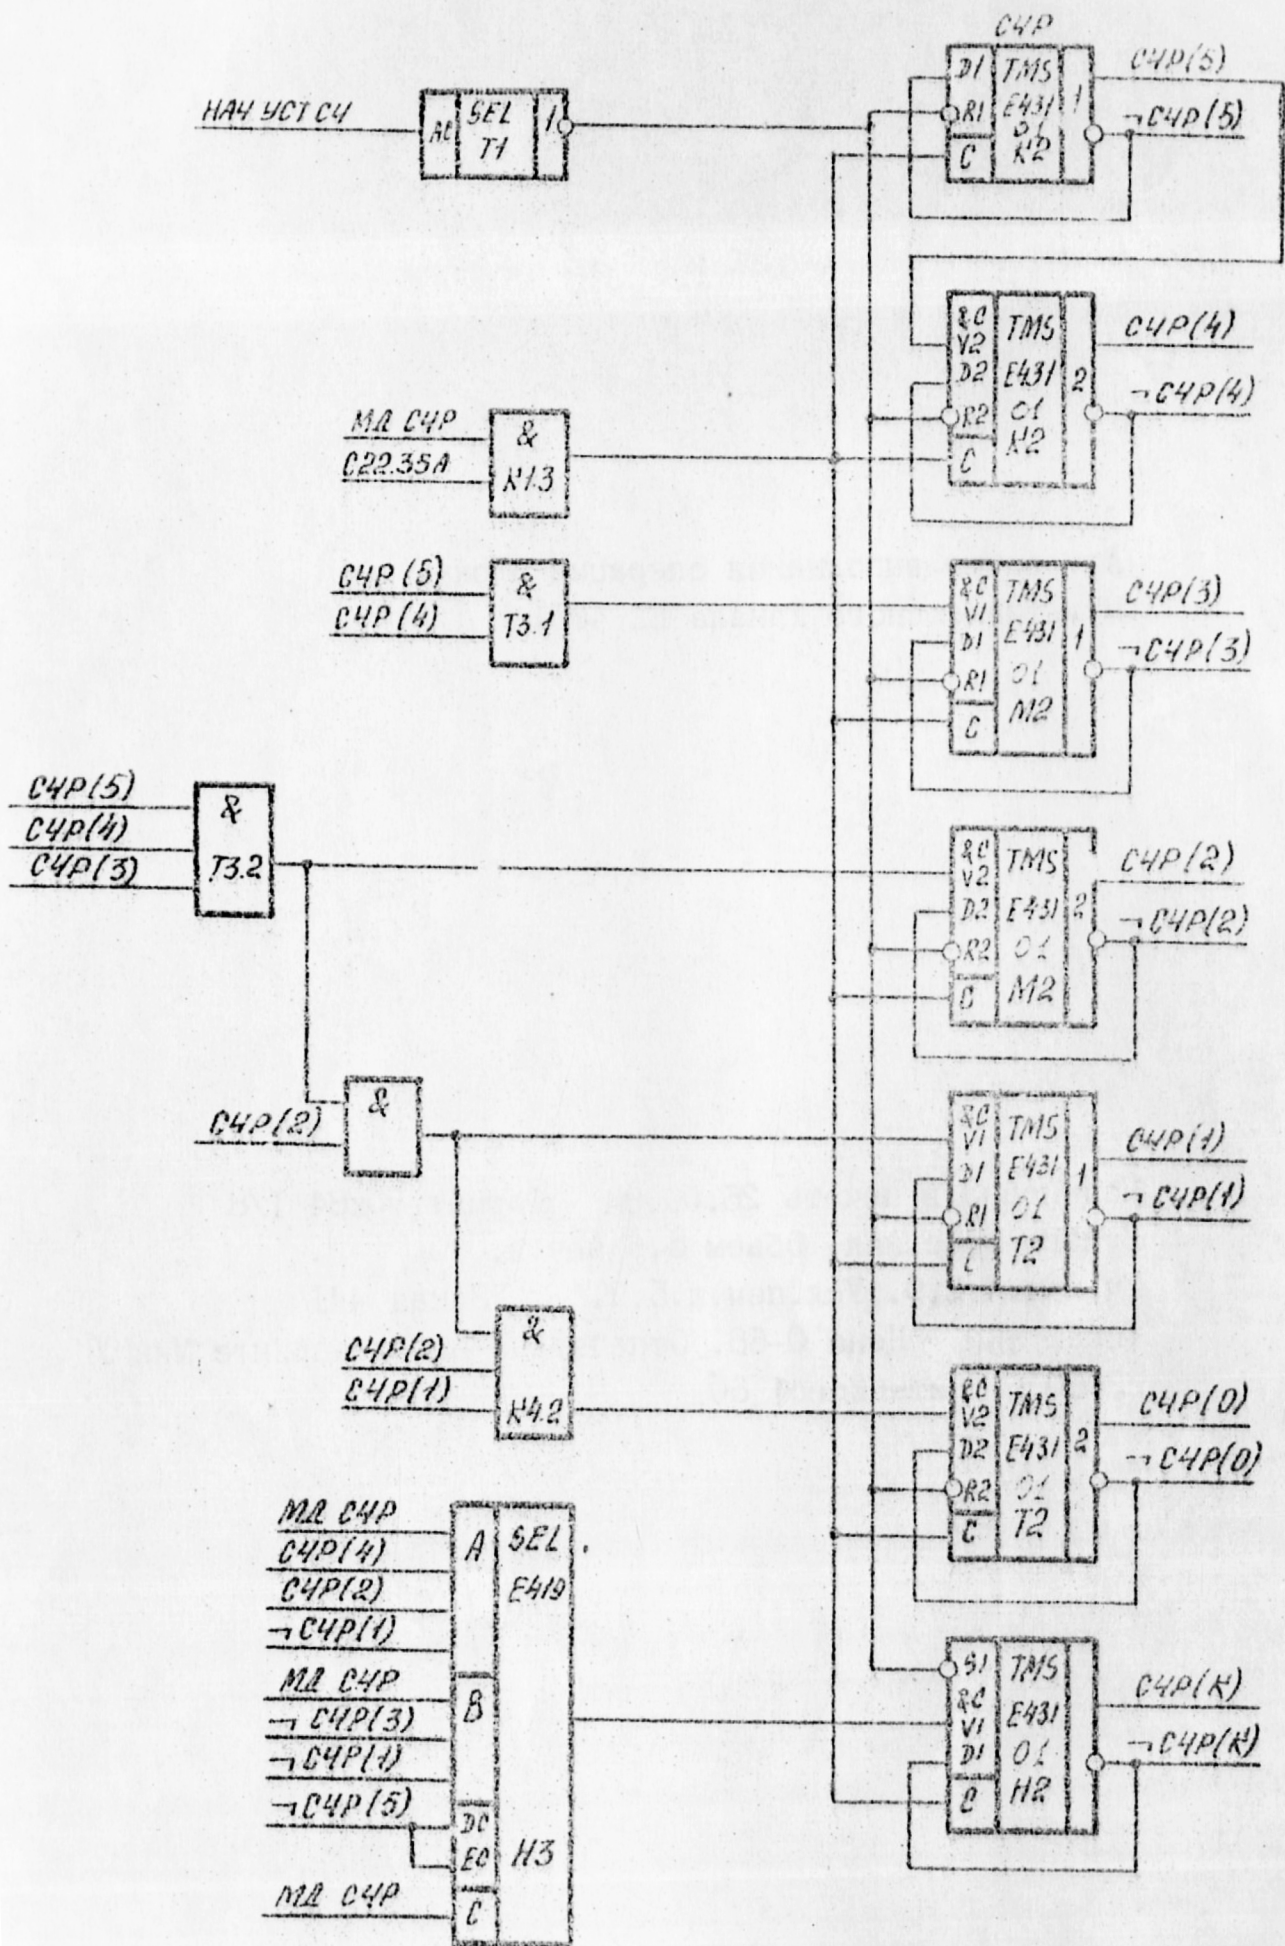 СЧР
НАЧ УСТ СЧ
AC SEL T1 1
D1 TMS 1
R1 E431 01
C K2
СЧР(5)
¬СЧР(5)
&C TMS 2
V2
D2 E431
R2 01
C K2
СЧР(4)
¬СЧР(4)
МД СЧР
С22.35А
&
K1.3
СЧР(5)
СЧР(4)
&
T3.1
&C TMS 1
V1
D1 E431
R1 01
C M2
СЧР(3)
¬СЧР(3)
СЧР(5)
СЧР(4)
СЧР(3)
&
T3.2
&C TMS 2
V2
D2 E431
R2 01
C M2
СЧР(2)
¬СЧР(2)
СЧР(2)
&
&C TMS 1
V1
D1 E431
R1 01
C T2
СЧР(1)
¬СЧР(1)
СЧР(2)
СЧР(1)
&
K4.2
&C TMS 2
V2
D2 E431
R2 01
C T2
СЧР(0)
¬СЧР(0)
МД СЧР
СЧР(4)
СЧР(2)
¬СЧР(1)
МД СЧР
¬СЧР(3)
¬СЧР(1)
¬СЧР(5)
МД СЧР
A SEL
E419
B
DC
EC H3
C
S1 TMS
&C
V1 E431
D1 01
C H2
СЧР(К)
¬СЧР(К)